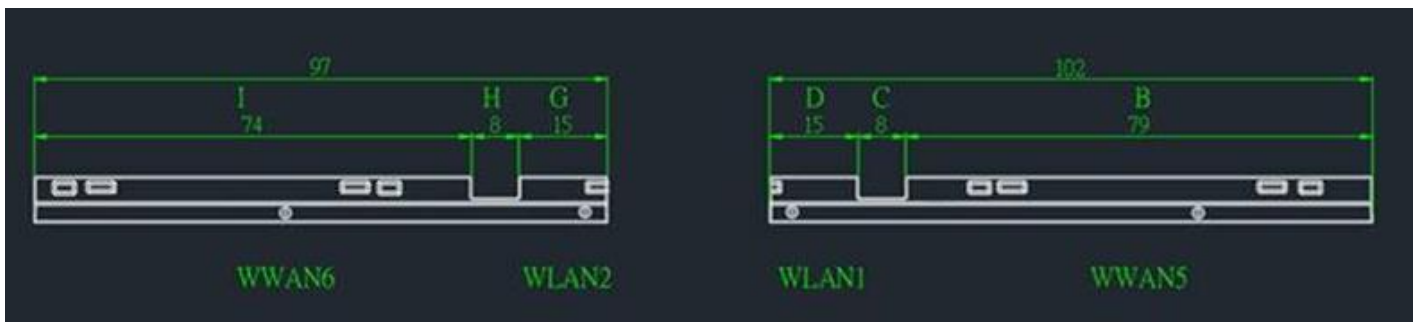 97
102
I H G
D C B
74 8 15
15 8 79
WWAN6 WLAN2
WLAN1 WWAN5